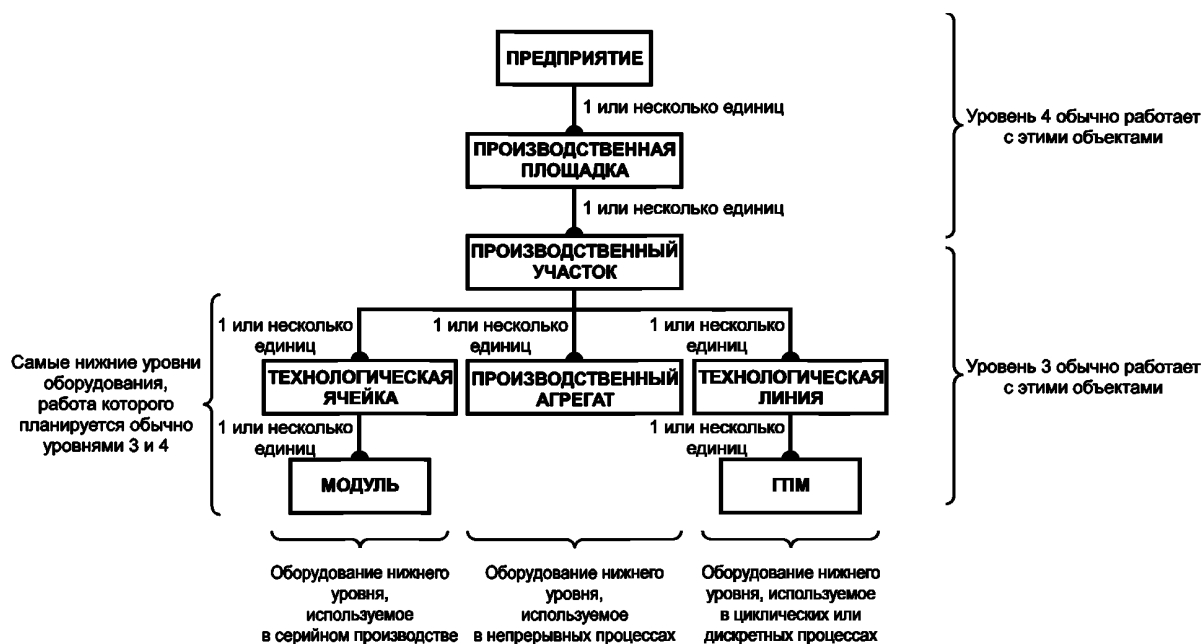 ПРЕДПРИЯТИЕ
1 или несколько единиц
Уровень 4 обычно работает
с этими объектами
ПРОИЗВОДСТВЕННАЯ
ПЛОЩАДКА
1 или несколько единиц
ПРОИЗВОДСТВЕННЫЙ
УЧАСТОК
1 или несколько
единиц
1 или несколько
единиц
1 или несколько
единиц
Самые нижние уровни
оборудования,
работа которого
планируется обычно
уровнями 3 и 4
ТЕХНОЛОГИЧЕСКАЯ
ЯЧЕЙКА
ПРОИЗВОДСТВЕННЫЙ
АГРЕГАТ
ТЕХНОЛОГИЧЕСКАЯ
ЛИНИЯ
Уровень 3 обычно работает
с этими объектами
1 или несколько
единиц
1 или несколько
единиц
МОДУЛЬ
ГПМ
Оборудование нижнего
уровня,
используемое
в серийном производстве
Оборудование нижнего
уровня,
используемое
в непрерывных процессах
Оборудование нижнего
уровня, используемое
в циклических или
дискретных процессах